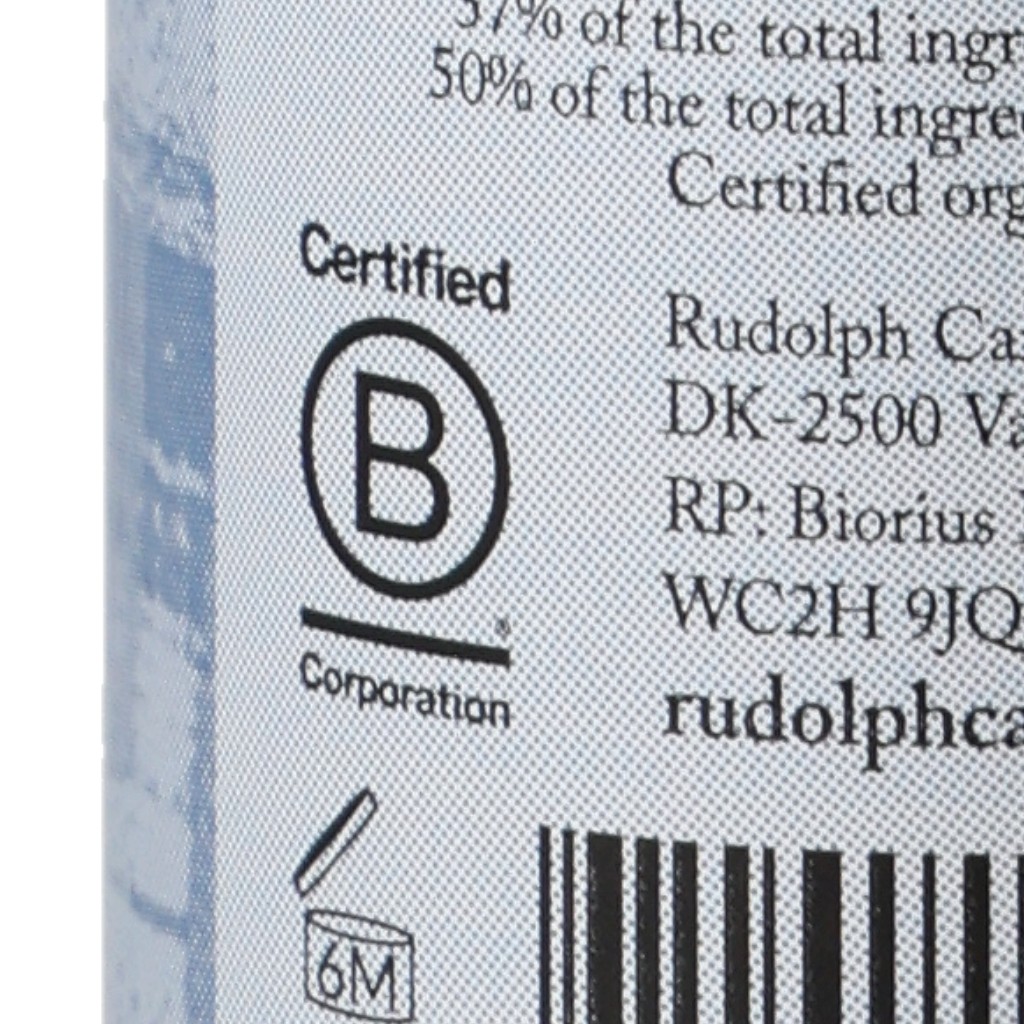 57% of the total ingr
50% of the total ingre
Certified org
Certified
B
®
Corporation
Rudolph Ca
DK-2500 Va
RP: Biorius
WC2H 9JQ
rudolphca
6M